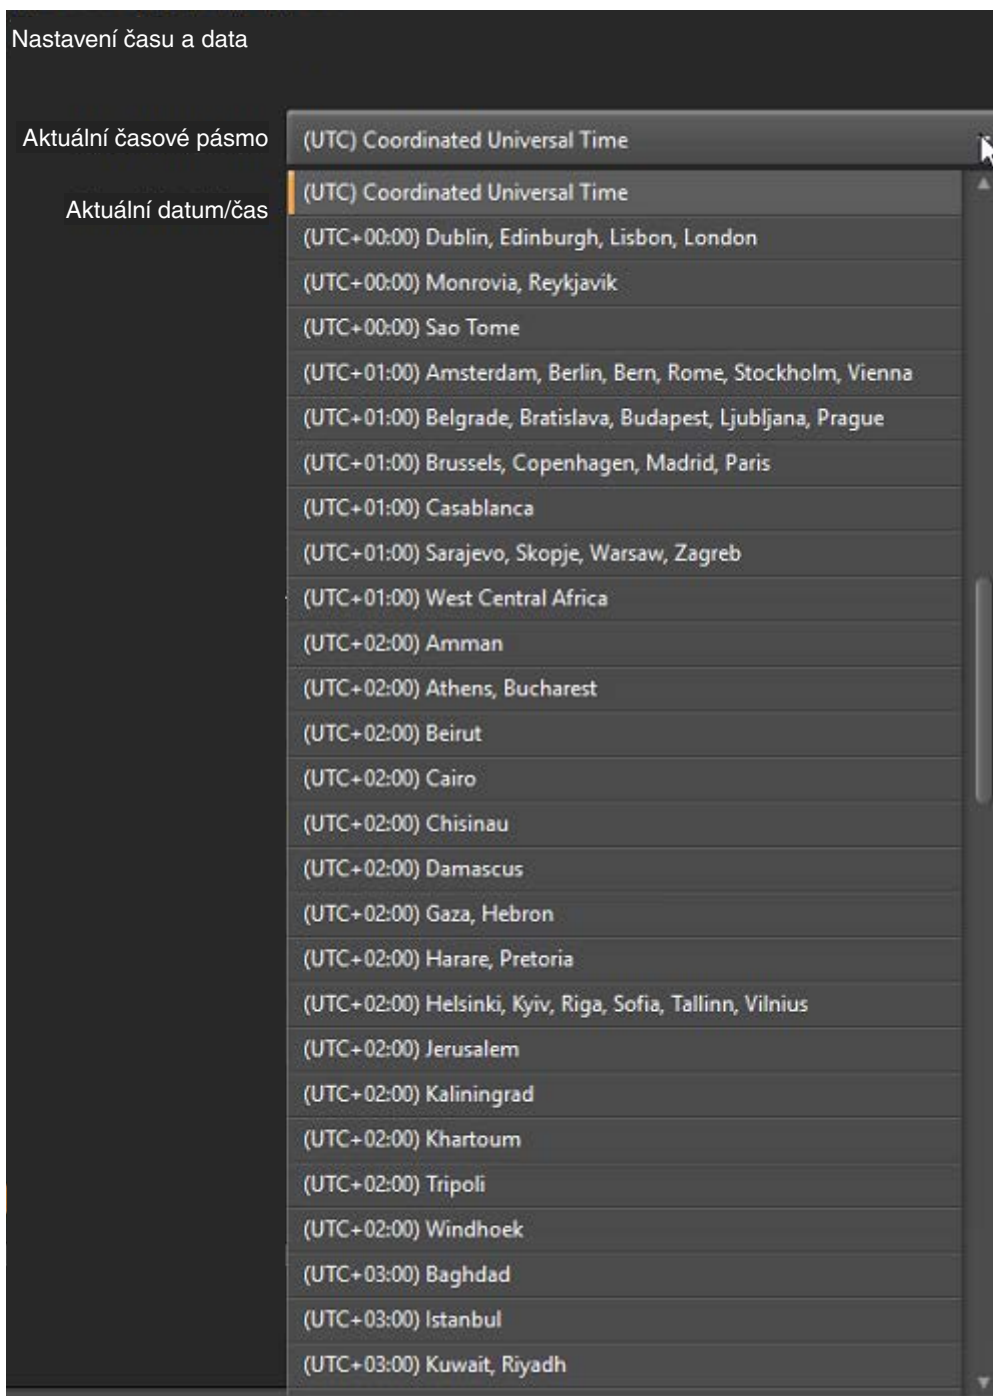 Nastavení času a data
Aktuální časové pásmo
(UTC) Coordinated Universal Time
Aktuální datum/čas
(UTC) Coordinated Universal Time
(UTC+00:00) Dublin, Edinburgh, Lisbon, London
(UTC+00:00) Monrovia, Reykjavik
(UTC+00:00) Sao Tome
(UTC+01:00) Amsterdam, Berlin, Bern, Rome, Stockholm, Vienna
(UTC+01:00) Belgrade, Bratislava, Budapest, Ljubljana, Prague
(UTC+01:00) Brussels, Copenhagen, Madrid, Paris
(UTC+01:00) Casablanca
(UTC+01:00) Sarajevo, Skopje, Warsaw, Zagreb
(UTC+01:00) West Central Africa
(UTC+02:00) Amman
(UTC+02:00) Athens, Bucharest
(UTC+02:00) Beirut
(UTC+02:00) Cairo
(UTC+02:00) Chisinau
(UTC+02:00) Damascus
(UTC+02:00) Gaza, Hebron
(UTC+02:00) Harare, Pretoria
(UTC+02:00) Helsinki, Kyiv, Riga, Sofia, Tallinn, Vilnius
(UTC+02:00) Jerusalem
(UTC+02:00) Kaliningrad
(UTC+02:00) Khartoum
(UTC+02:00) Tripoli
(UTC+02:00) Windhoek
(UTC+03:00) Baghdad
(UTC+03:00) Istanbul
(UTC+03:00) Kuwait, Riyadh